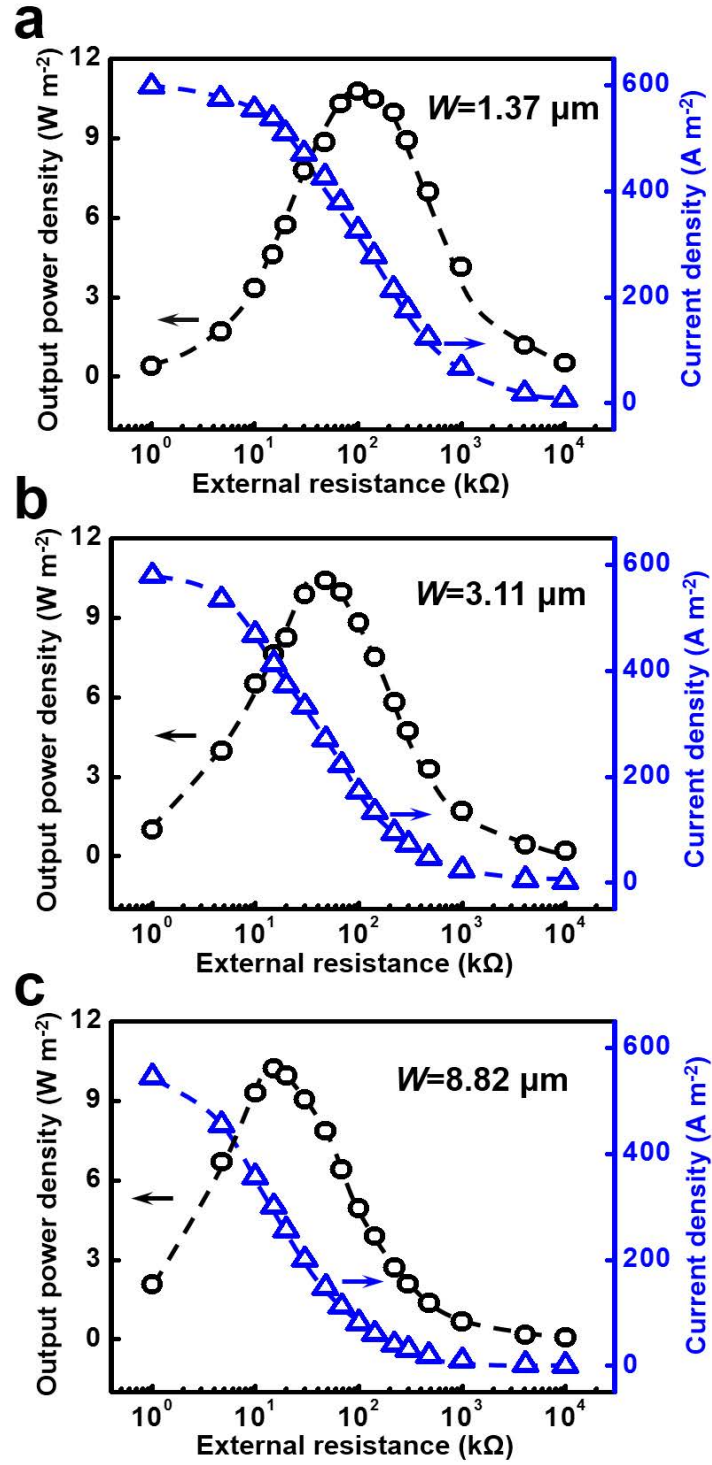 a
Output power density (W m⁻²)
12
9
6
3
0
W=1.37 μm
600
400
200
0
Current density (A m⁻²)
10⁰ 10¹ 10² 10³ 10⁴
External resistance (kΩ)
b
Output power density (W m⁻²)
12
9
6
3
0
W=3.11 μm
600
400
200
0
Current density (A m⁻²)
10⁰ 10¹ 10² 10³ 10⁴
External resistance (kΩ)
c
Output power density (W m⁻²)
12
9
6
3
0
W=8.82 μm
600
400
200
0
Current density (A m⁻²)
10⁰ 10¹ 10² 10³ 10⁴
External resistance (kΩ)